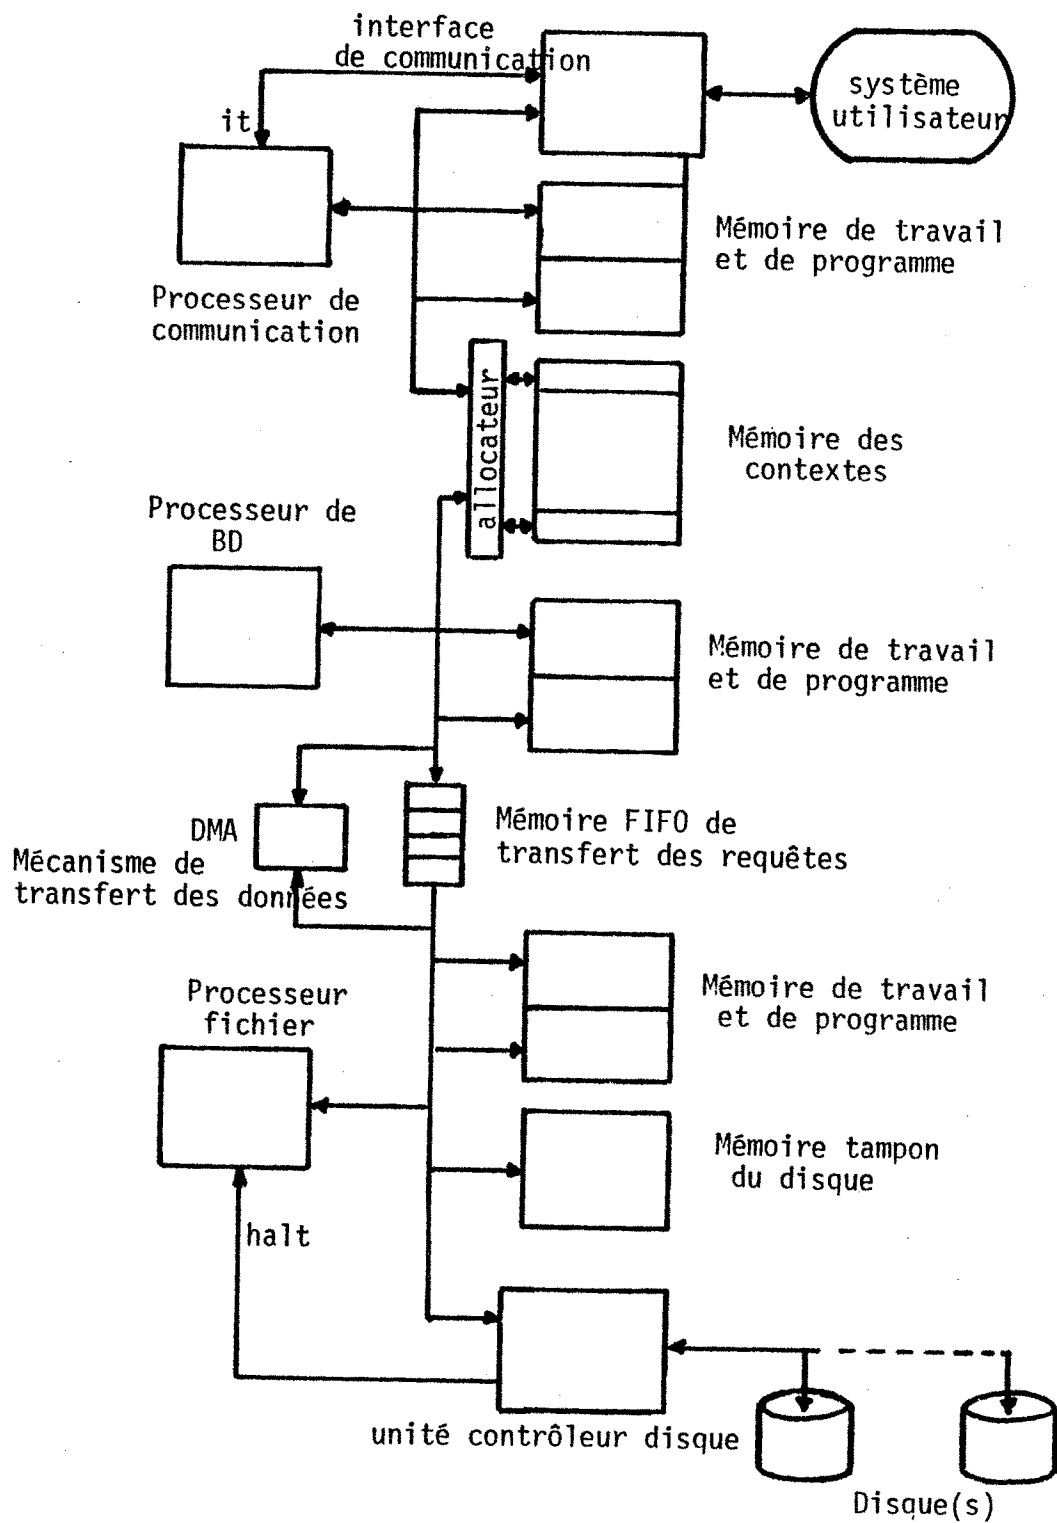 interface
de communication
système
utilisateur
it
Mémoire de travail
et de programme
Processeur de
communication
allocateur
Mémoire des
contextes
Processeur de
BD
Mémoire de travail
et de programme
DMA
Mécanisme de
transfert des données
Mémoire FIFO de
transfert des requêtes
Processeur
fichier
Mémoire de travail
et de programme
Mémoire tampon
du disque
halt
unité contrôleur disque
Disque(s)